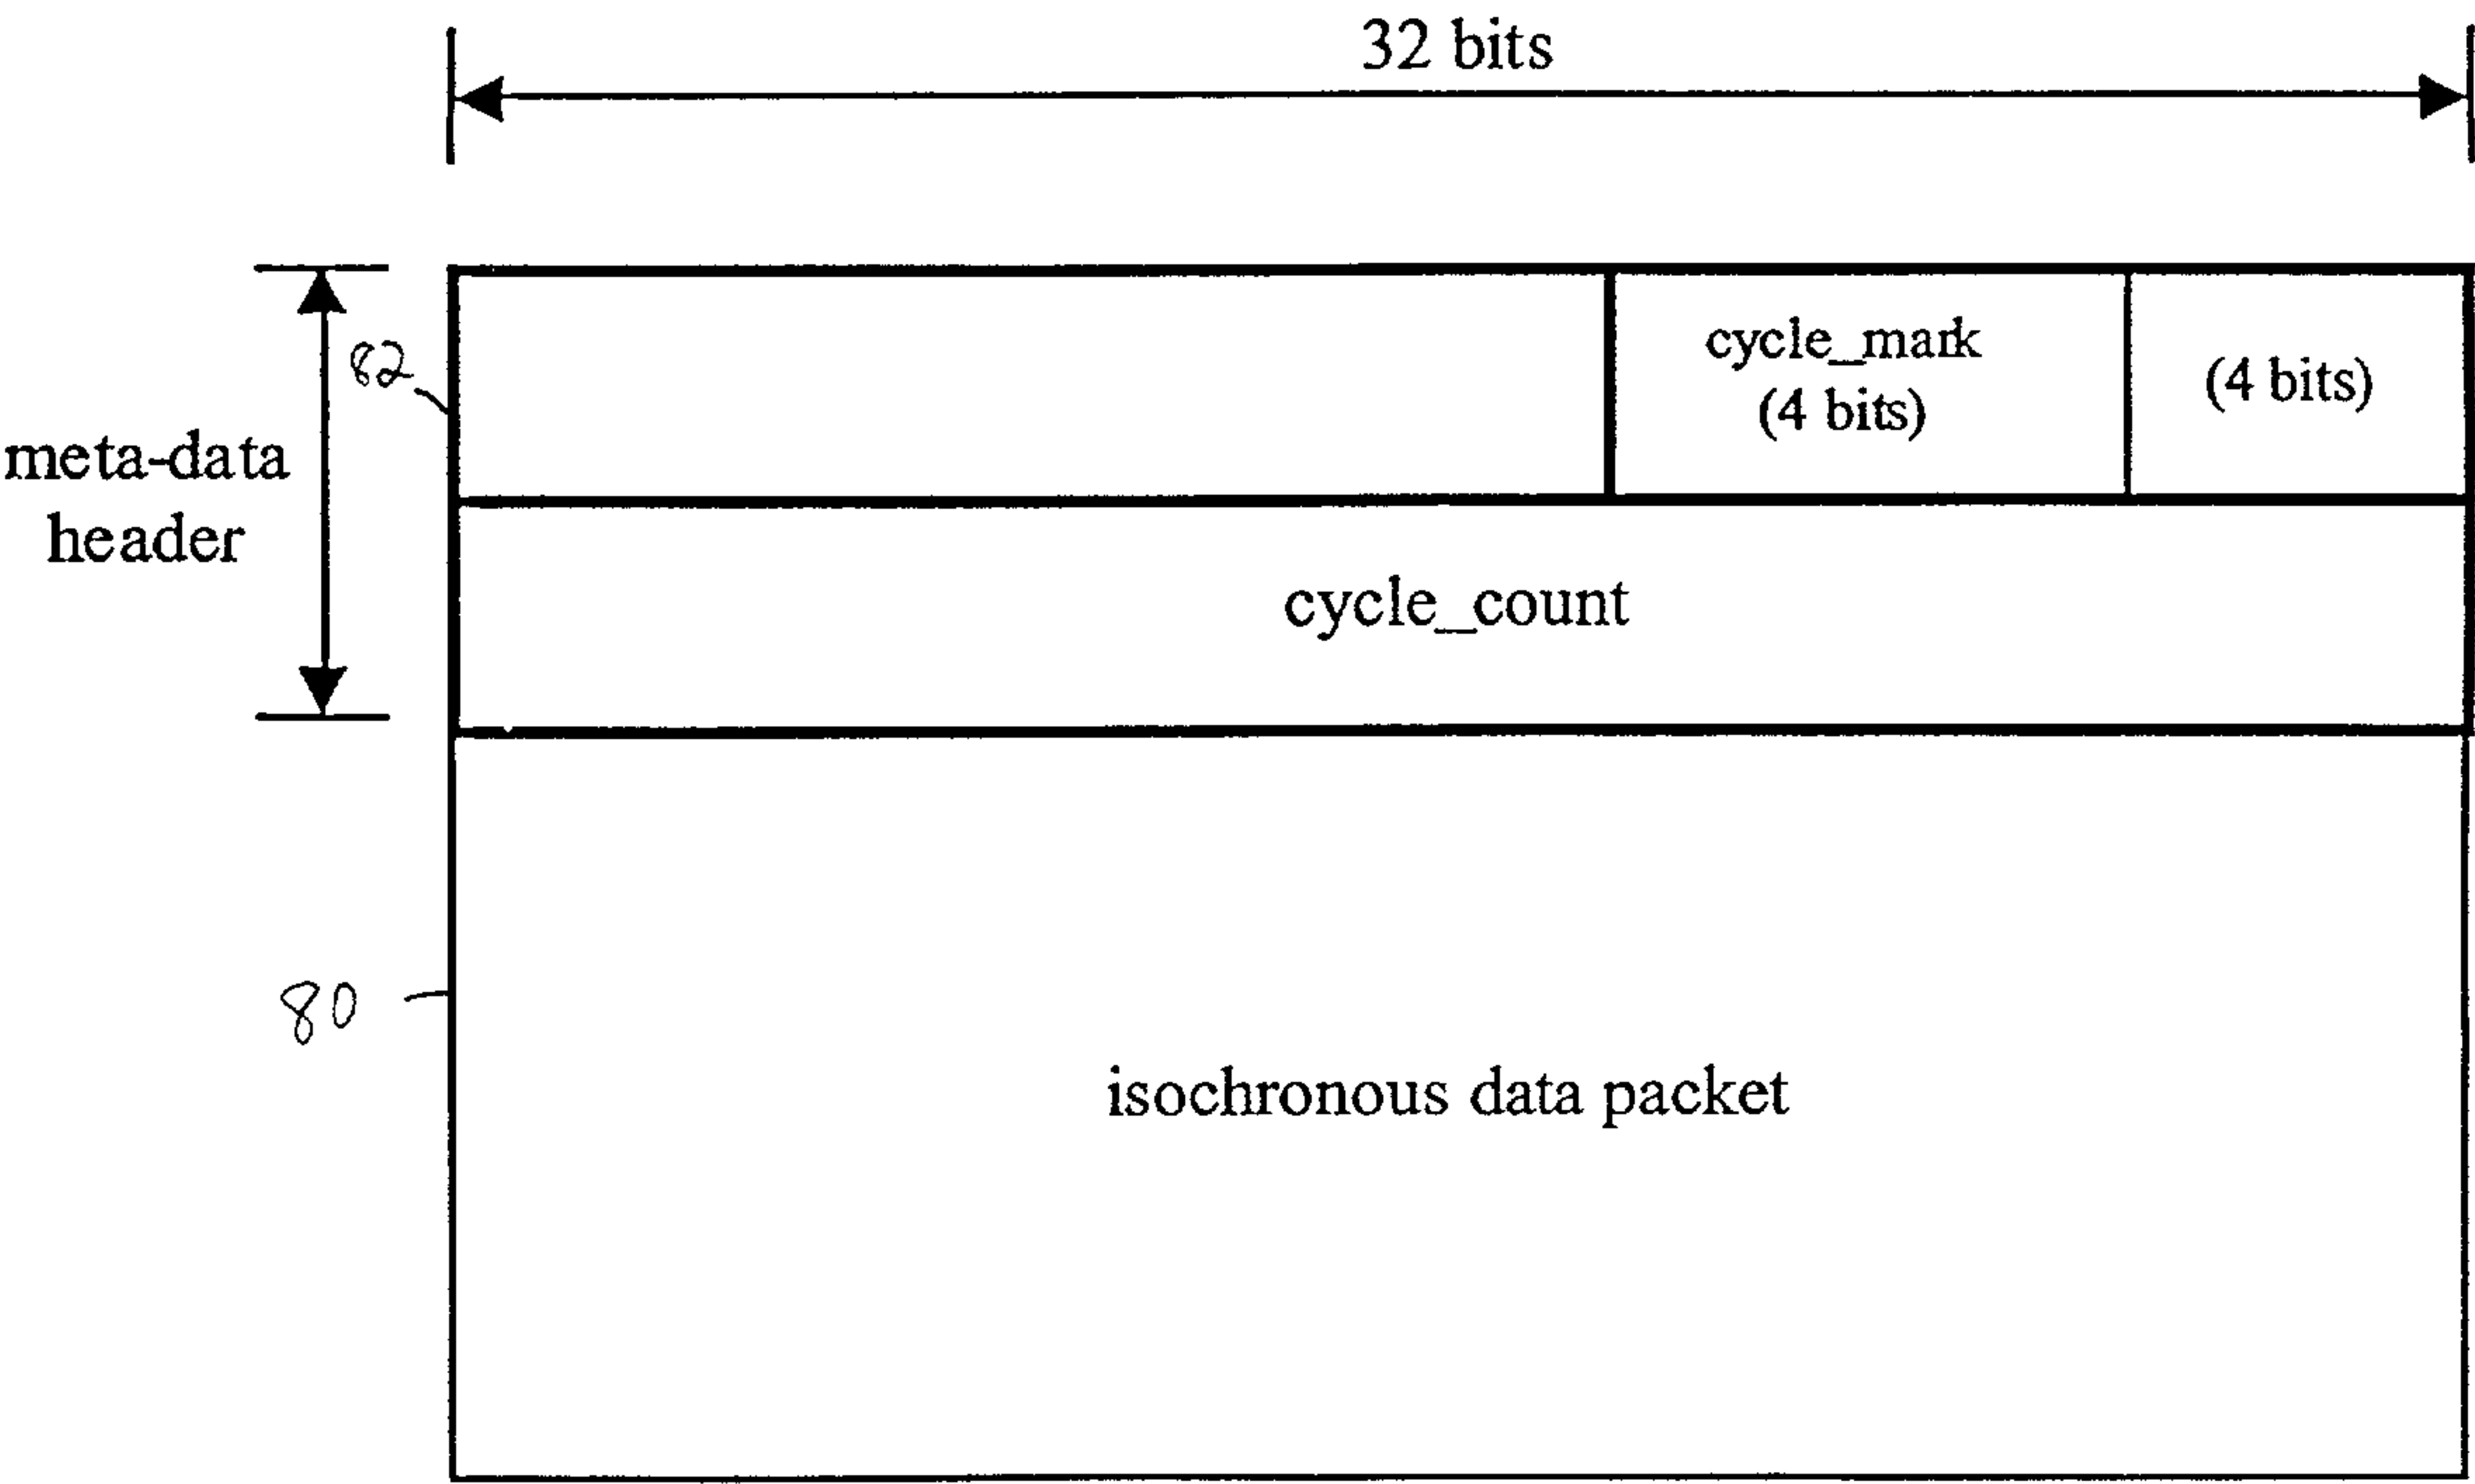 32 bits
82
cycle_mark
(4 bits)
(4 bits)
meta-data
header
cycle_count
80
isochronous data packet